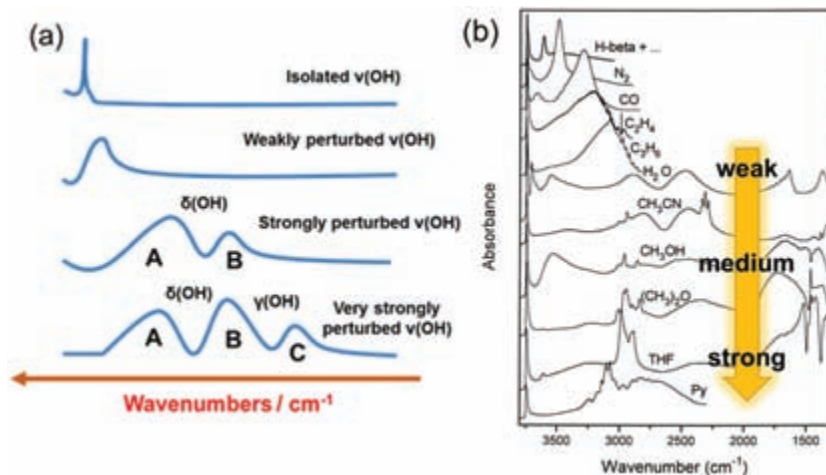 (a)
Isolated ν(OH)
Weakly perturbed ν(OH)
δ(OH)
Strongly perturbed ν(OH)
A
B
δ(OH)
γ(OH)
Very strongly
perturbed ν(OH)
A
B
C
Wavenumbers / cm⁻¹
(b)
Absorbance
H-beta + ...
N₂
CO
C₂H₄
C₃H₆
H₂O
weak
CH₃CN
CH₃OH
medium
(CH₃)₂O
strong
THF
Py
3500
3000
2500
2000
1500
Wavenumber (cm⁻¹)